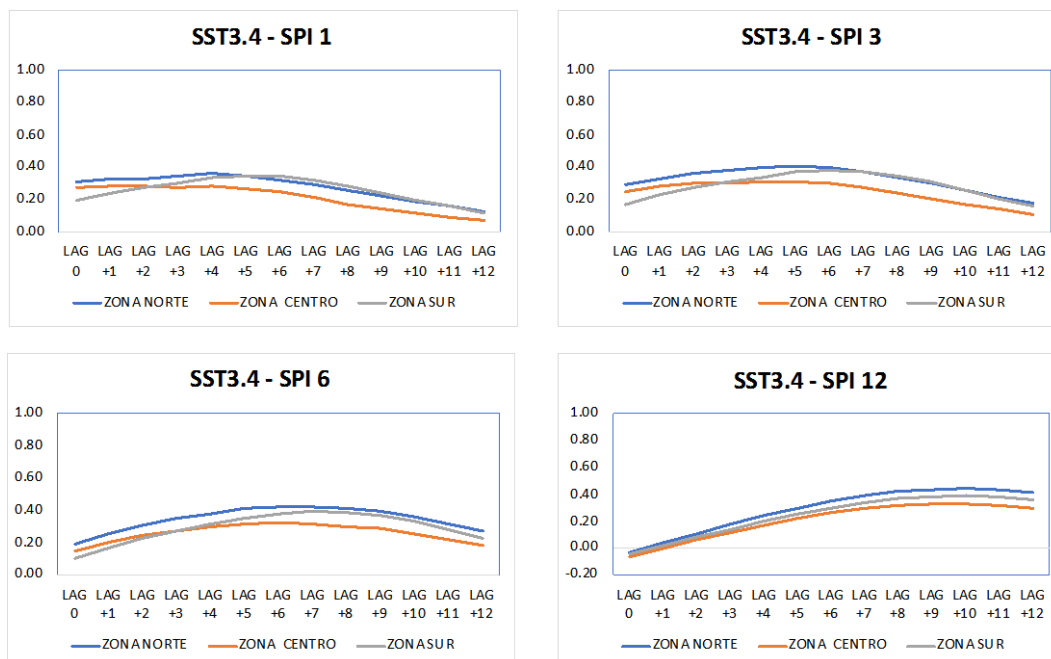 SST3.4 - SPI 1
1.00
0.80
0.60
0.40
0.20
0.00
LAG LAG LAG LAG LAG LAG LAG LAG LAG LAG LAG LAG LAG
0 +1 +2 +3 +4 +5 +6 +7 +8 +9 +10 +11 +12
ZONA NORTE ZONA CENTRO ZONA SUR
SST3.4 - SPI 3
1.00
0.80
0.60
0.40
0.20
0.00
LAG LAG LAG LAG LAG LAG LAG LAG LAG LAG LAG LAG LAG
0 +1 +2 +3 +4 +5 +6 +7 +8 +9 +10 +11 +12
ZONA NORTE ZONA CENTRO ZONA SUR
SST3.4 - SPI 6
1.00
0.80
0.60
0.40
0.20
0.00
LAG LAG LAG LAG LAG LAG LAG LAG LAG LAG LAG LAG LAG
0 +1 +2 +3 +4 +5 +6 +7 +8 +9 +10 +11 +12
ZONA NORTE ZONA CENTRO ZONA SUR
SST3.4 - SPI 12
1.00
0.80
0.60
0.40
0.20
0.00
-0.20
LAG LAG LAG LAG LAG LAG LAG LAG LAG LAG LAG LAG LAG
0 +1 +2 +3 +4 +5 +6 +7 +8 +9 +10 +11 +12
ZONA NORTE ZONA CENTRO ZONA SUR